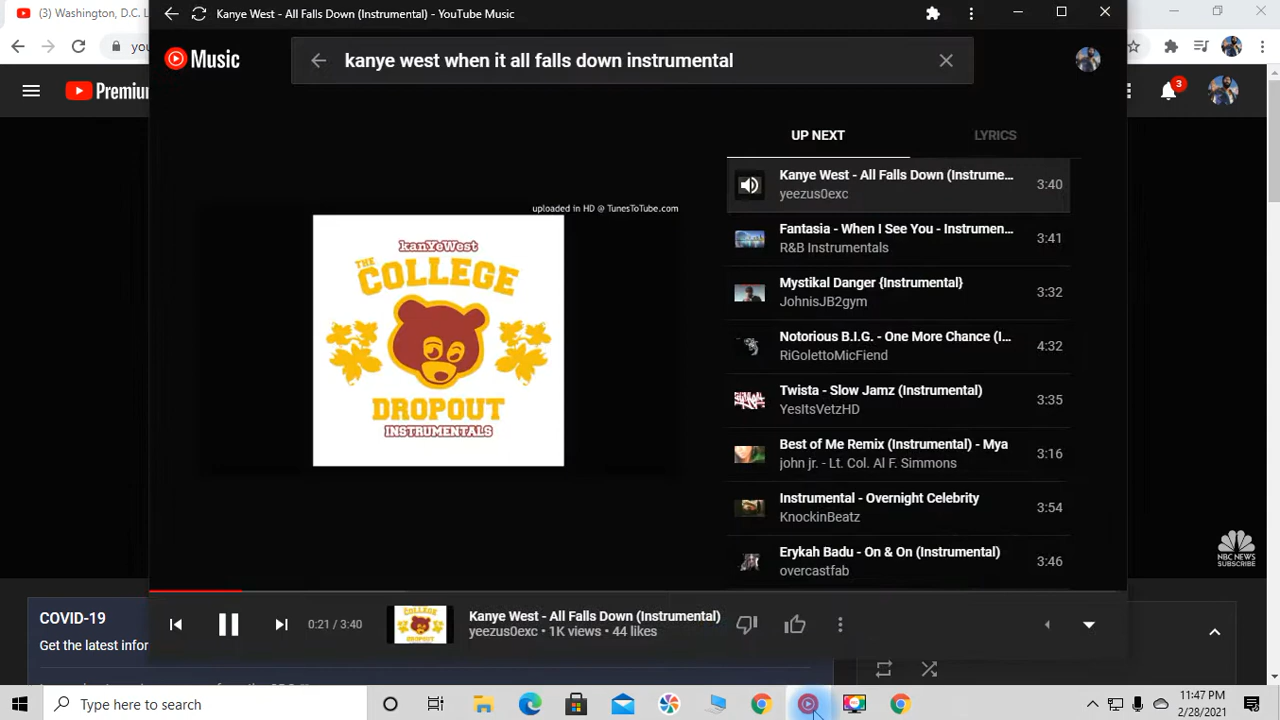 (3) Washington, D.C. L
Kanye West - All Falls Down (Instrumental) - YouTube Music
you
Music
kanye west when it all falls down instrumental
Premium
3
UP NEXT
LYRICS
uploaded in HD @ TunesToTube.com
kanYeWest
THE
COLLEGE
DROPOUT
INSTRUMENTALS
Kanye West - All Falls Down (Instrume...
yeezus0exc
3:40
Fantasia - When I See You - Instrumen...
R&B Instrumentals
3:41
Mystikal Danger {Instrumental}
JohnisJB2gym
3:32
Notorious B.I.G. - One More Chance (I...
RiGolettoMicFiend
4:32
Twista - Slow Jamz (Instrumental)
YesItsVetzHD
3:35
Best of Me Remix (Instrumental) - Mya
john jr. - Lt. Col. Al F. Simmons
3:16
Instrumental - Overnight Celebrity
KnockinBeatz
3:54
Erykah Badu - On & On (Instrumental)
overcastfab
3:46
NBC NEWS
SUBSCRIBE
COVID-19
Get the latest infor
0:21 / 3:40
Kanye West - All Falls Down (Instrumental)
yeezus0exc • 1K views • 44 likes
Type here to search
11:47 PM
2/28/2021